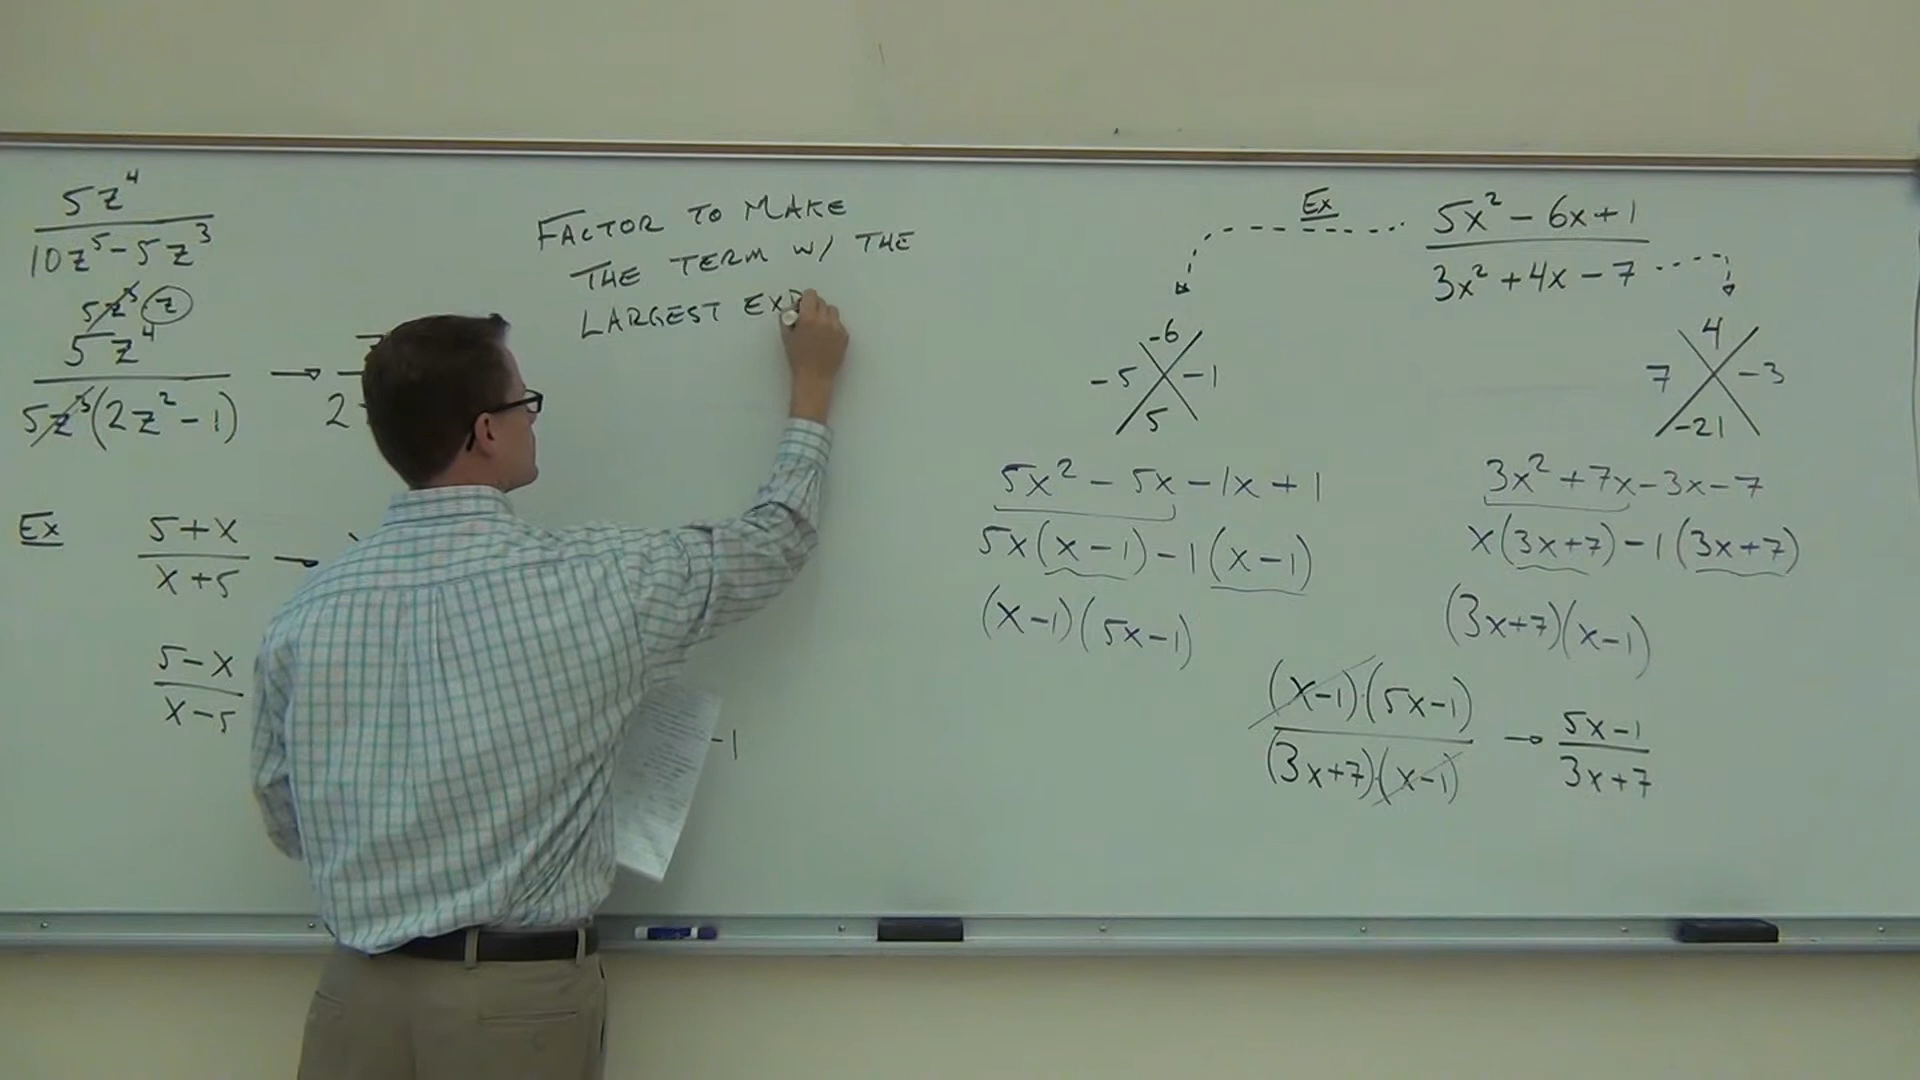 5z⁴
10z⁵ - 5z³
5z³ z
5z⁴
5z³(2z² - 1) →
2
Ex
5+x
x+5
→
5-x
x-5
-1
FACTOR TO MAKE
THE TERM W/ THE
LARGEST EXP
Ex
5x² - 6x + 1
3x² + 4x - 7
-6
-5 -1
5
5x² - 5x - 1x + 1
5x(x - 1) - 1(x - 1)
(x-1)(5x-1)
4
7 -3
-21
3x² + 7x - 3x - 7
x(3x+7) - 1(3x+7)
(3x+7)(x-1)
(x-1)·(5x-1)
(3x+7)·(x-1)
→
5x-1
3x+7